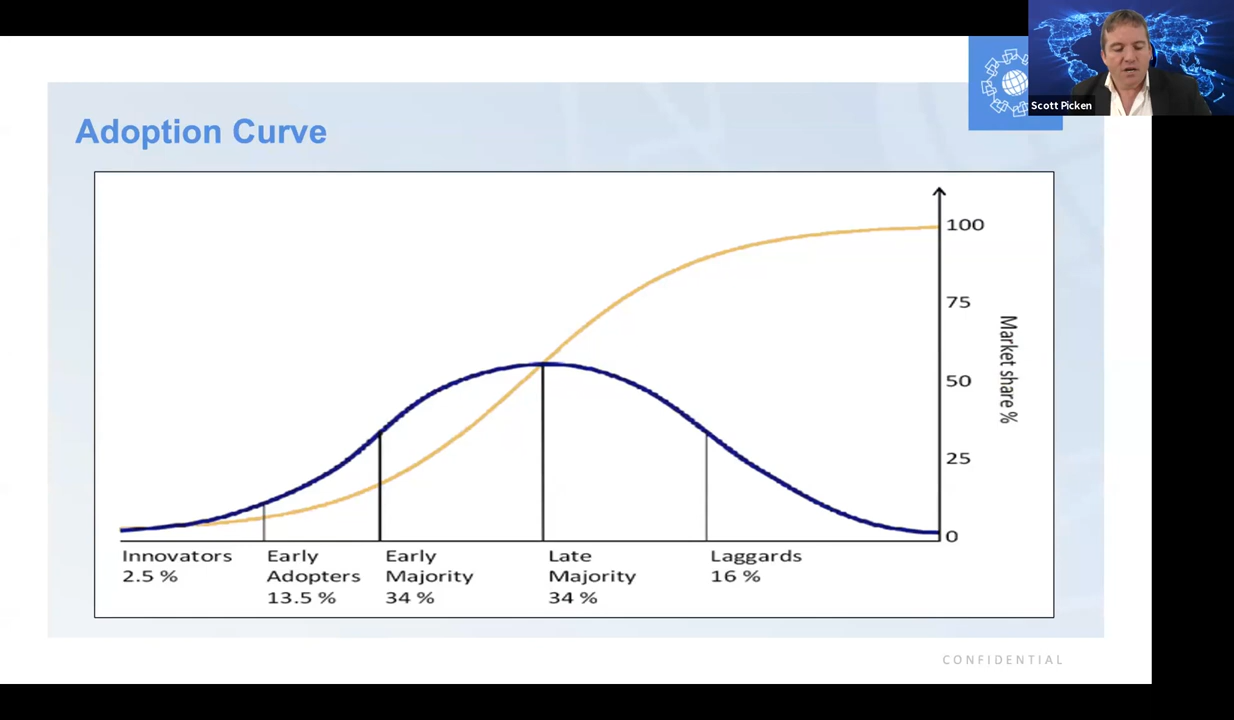 Scott Picken
Adoption Curve
100
75
50
25
0
Market share %
Innovators
2.5 %
Early
Adopters
13.5 %
Early
Majority
34 %
Late
Majority
34 %
Laggards
16 %
CONFIDENTIAL